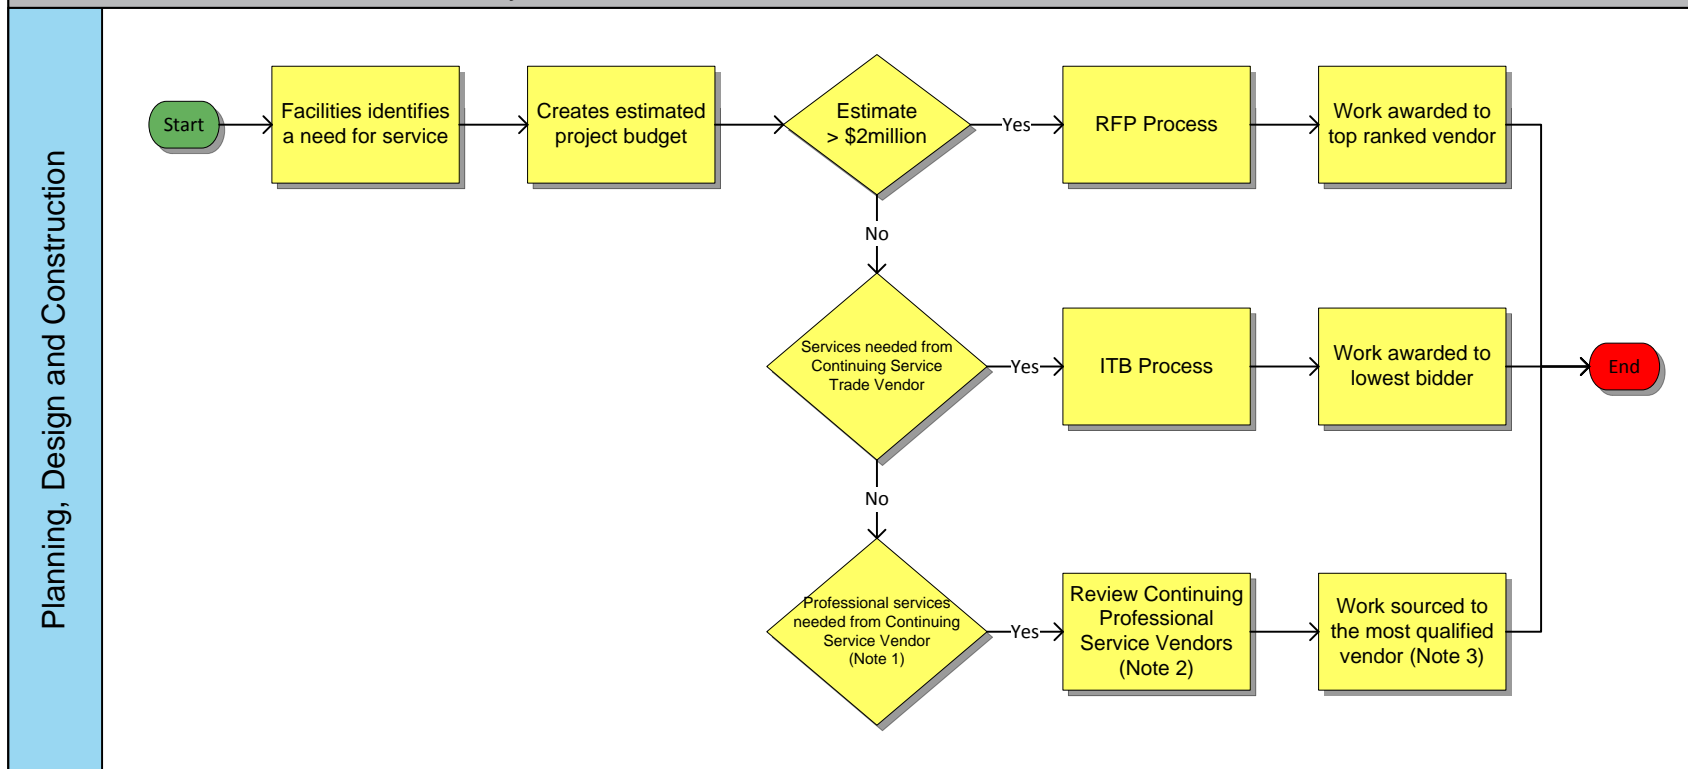 Planning, Design and Construction
Start
Facilities identifies
a need for service
Creates estimated
project budget
Estimate
> $2million
Yes
RFP Process
Work awarded to
top ranked vendor
No
Services needed from
Continuing Service
Trade Vendor
Yes
ITB Process
Work awarded to
lowest bidder
End
No
Professional services
needed from Continuing
Service Vendor
(Note 1)
Yes
Review Continuing
Professional
Service Vendors
(Note 2)
Work sourced to
the most qualified
vendor (Note 3)